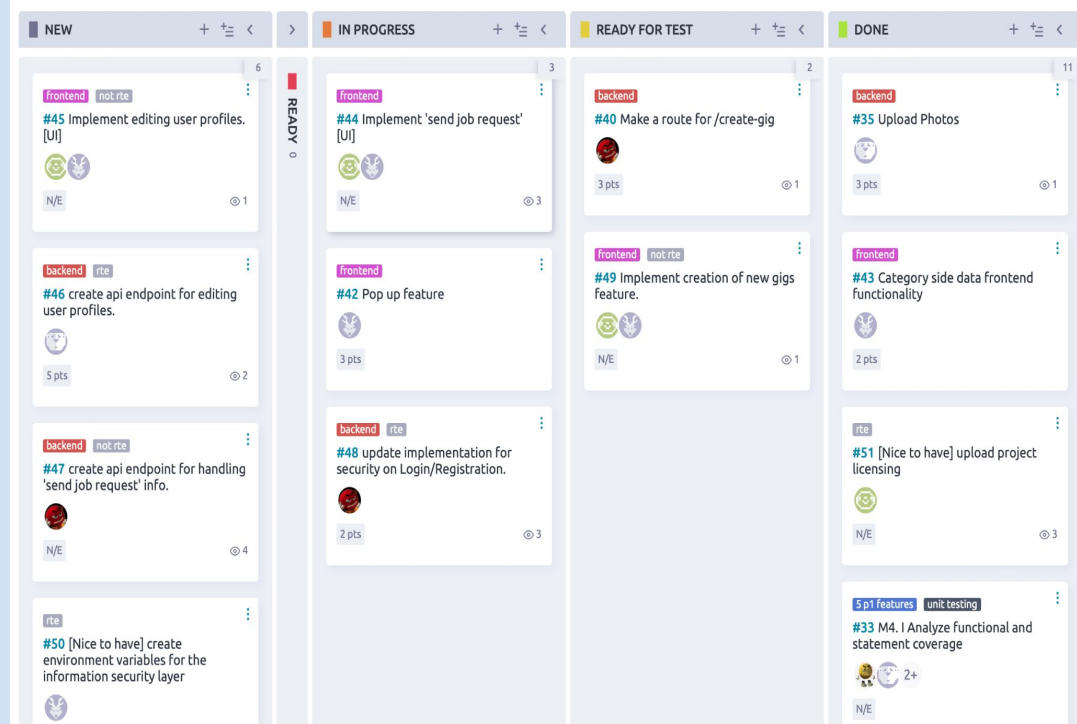 NEW
6
frontend not rte
#45 Implement editing user profiles.
[UI]
N/E
1
backend rte
#46 create api endpoint for editing
user profiles.
5 pts
2
backend not rte
#47 create api endpoint for handling
'send job request' info.
N/E
4
rte
#50 [Nice to have] create
environment variables for the
information security layer
READY 0
IN PROGRESS
3
frontend
#44 Implement 'send job request'
[UI]
N/E
3
frontend
#42 Pop up feature
3 pts
backend rte
#48 update implementation for
security on Login/Registration.
2 pts
3
READY FOR TEST
2
backend
#40 Make a route for /create-gig
3 pts
1
frontend not rte
#49 Implement creation of new gigs
feature.
N/E
1
DONE
11
backend
#35 Upload Photos
3 pts
1
frontend
#43 Category side data frontend
functionality
2 pts
rte
#51 [Nice to have] upload project
licensing
N/E
3
5 p1 features unit testing
#33 M4. I Analyze functional and
statement coverage
2+
N/E